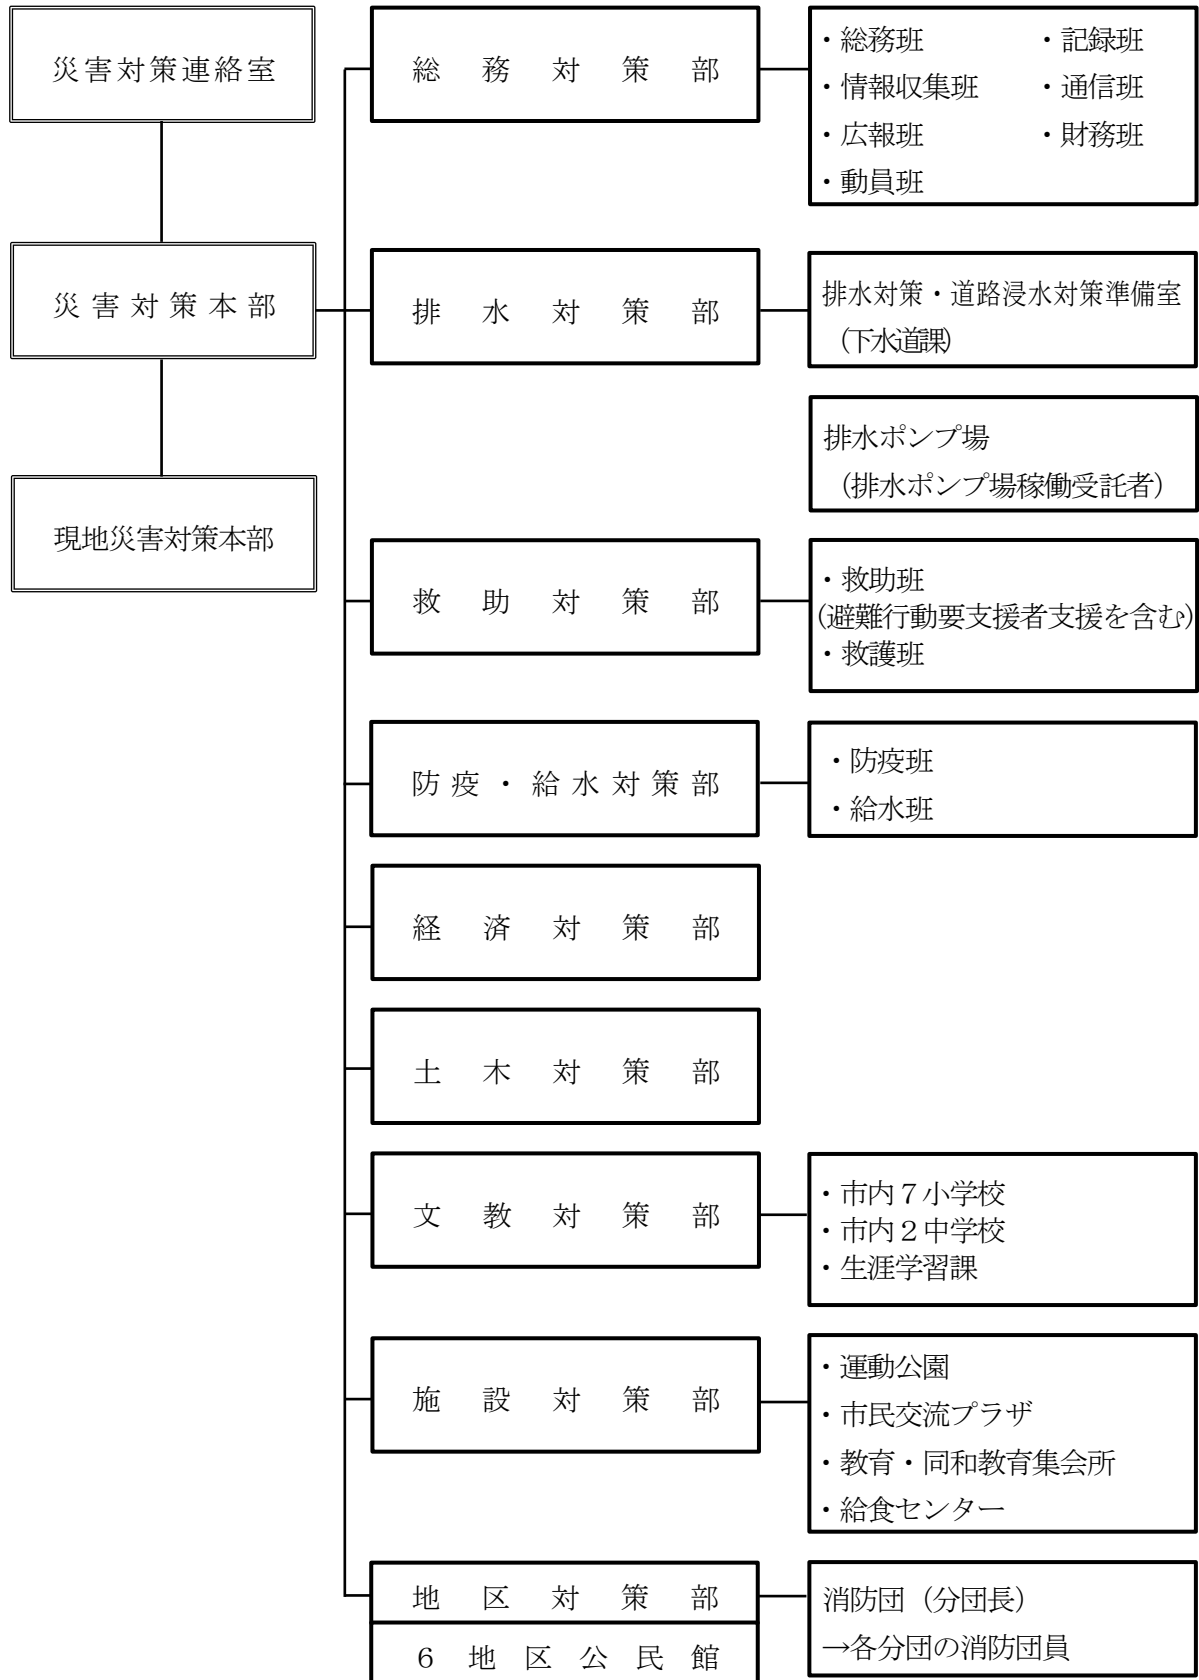 災害対策連絡室
災害対策本部
現地災害対策本部
総務対策部
・総務班 ・記録班
・情報収集班 ・通信班
・広報班 ・財務班
・動員班
排水対策部
排水対策・道路浸水対策準備室
（下水道課）
排水ポンプ場
（排水ポンプ場稼働受託者）
救助対策部
・救助班
（避難行動要支援者支援を含む）
・救護班
防疫・給水対策部
・防疫班
・給水班
経済対策部
土木対策部
文教対策部
・市内７小学校
・市内２中学校
・生涯学習課
施設対策部
・運動公園
・市民交流プラザ
・教育・同和教育集会所
・給食センター
地区対策部
６地区公民館
消防団（分団長）
→各分団の消防団員